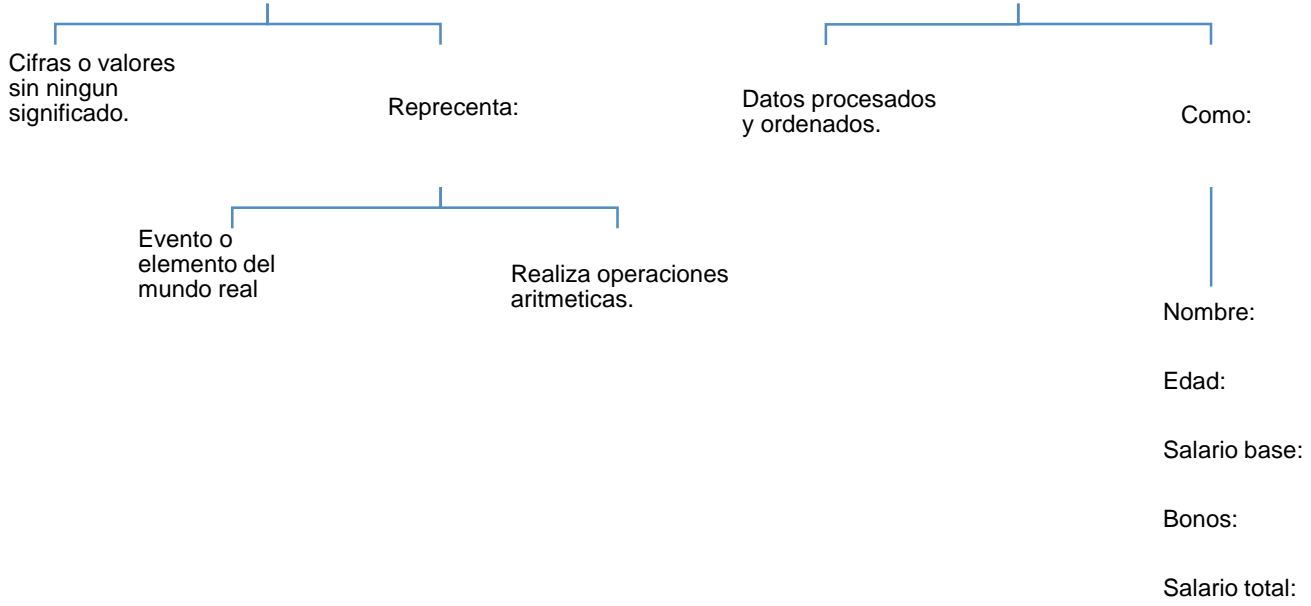 Cifras o valores
sin ningun
significado.
Reprecenta:
Evento o
elemento del
mundo real
Realiza operaciones
aritmeticas.
Datos procesados
y ordenados.
Como:
Nombre:
Edad:
Salario base:
Bonos:
Salario total: